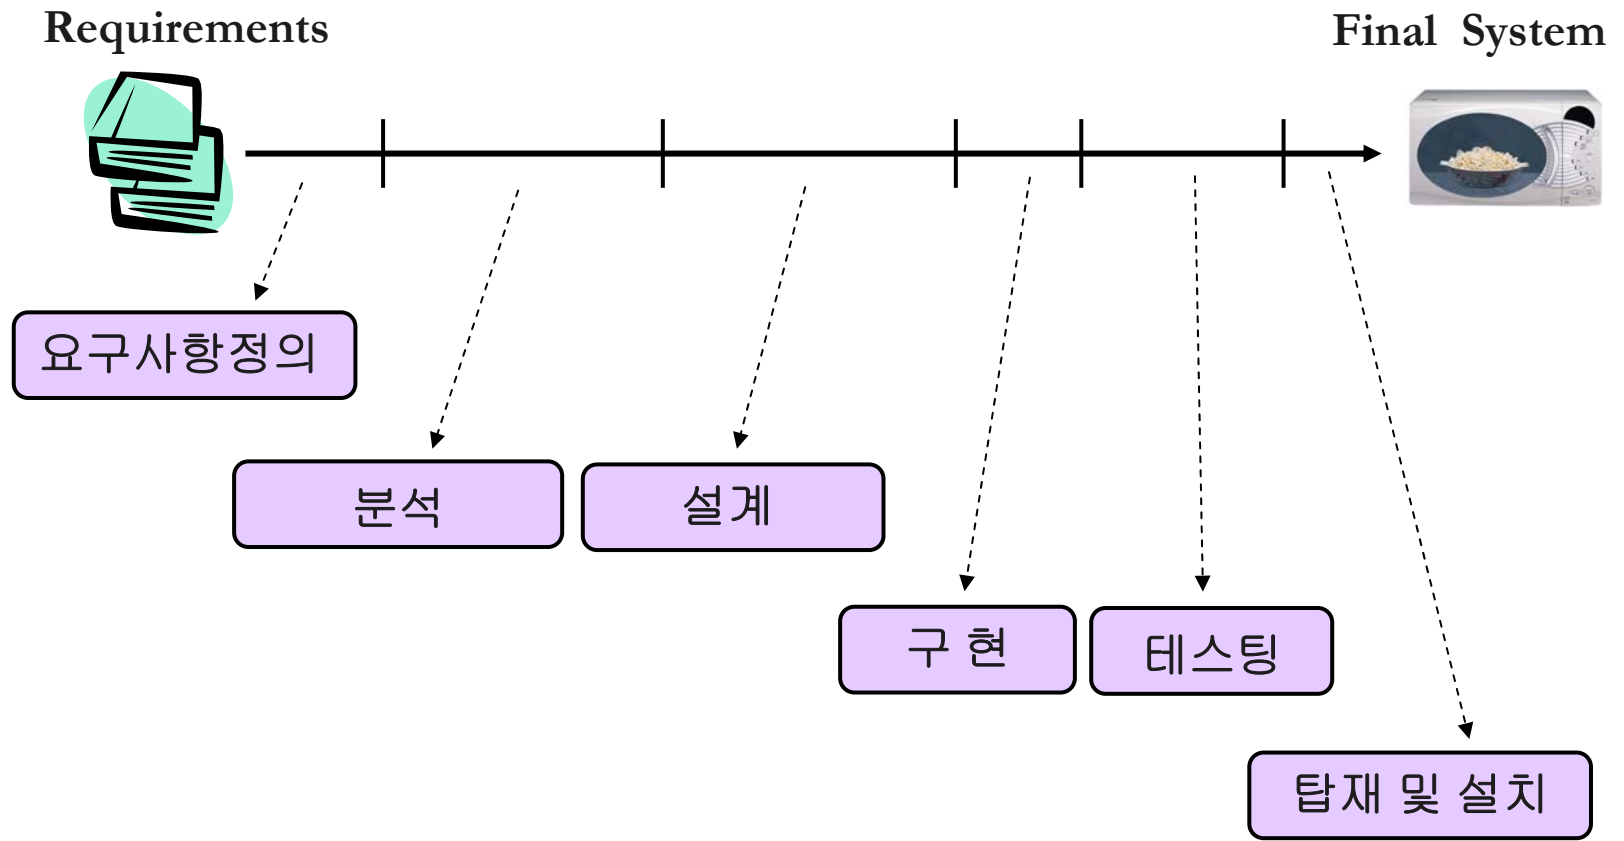 Requirements
Final System
요구사항정의
분석
설계
구 현
테스팅
탑재 및 설치